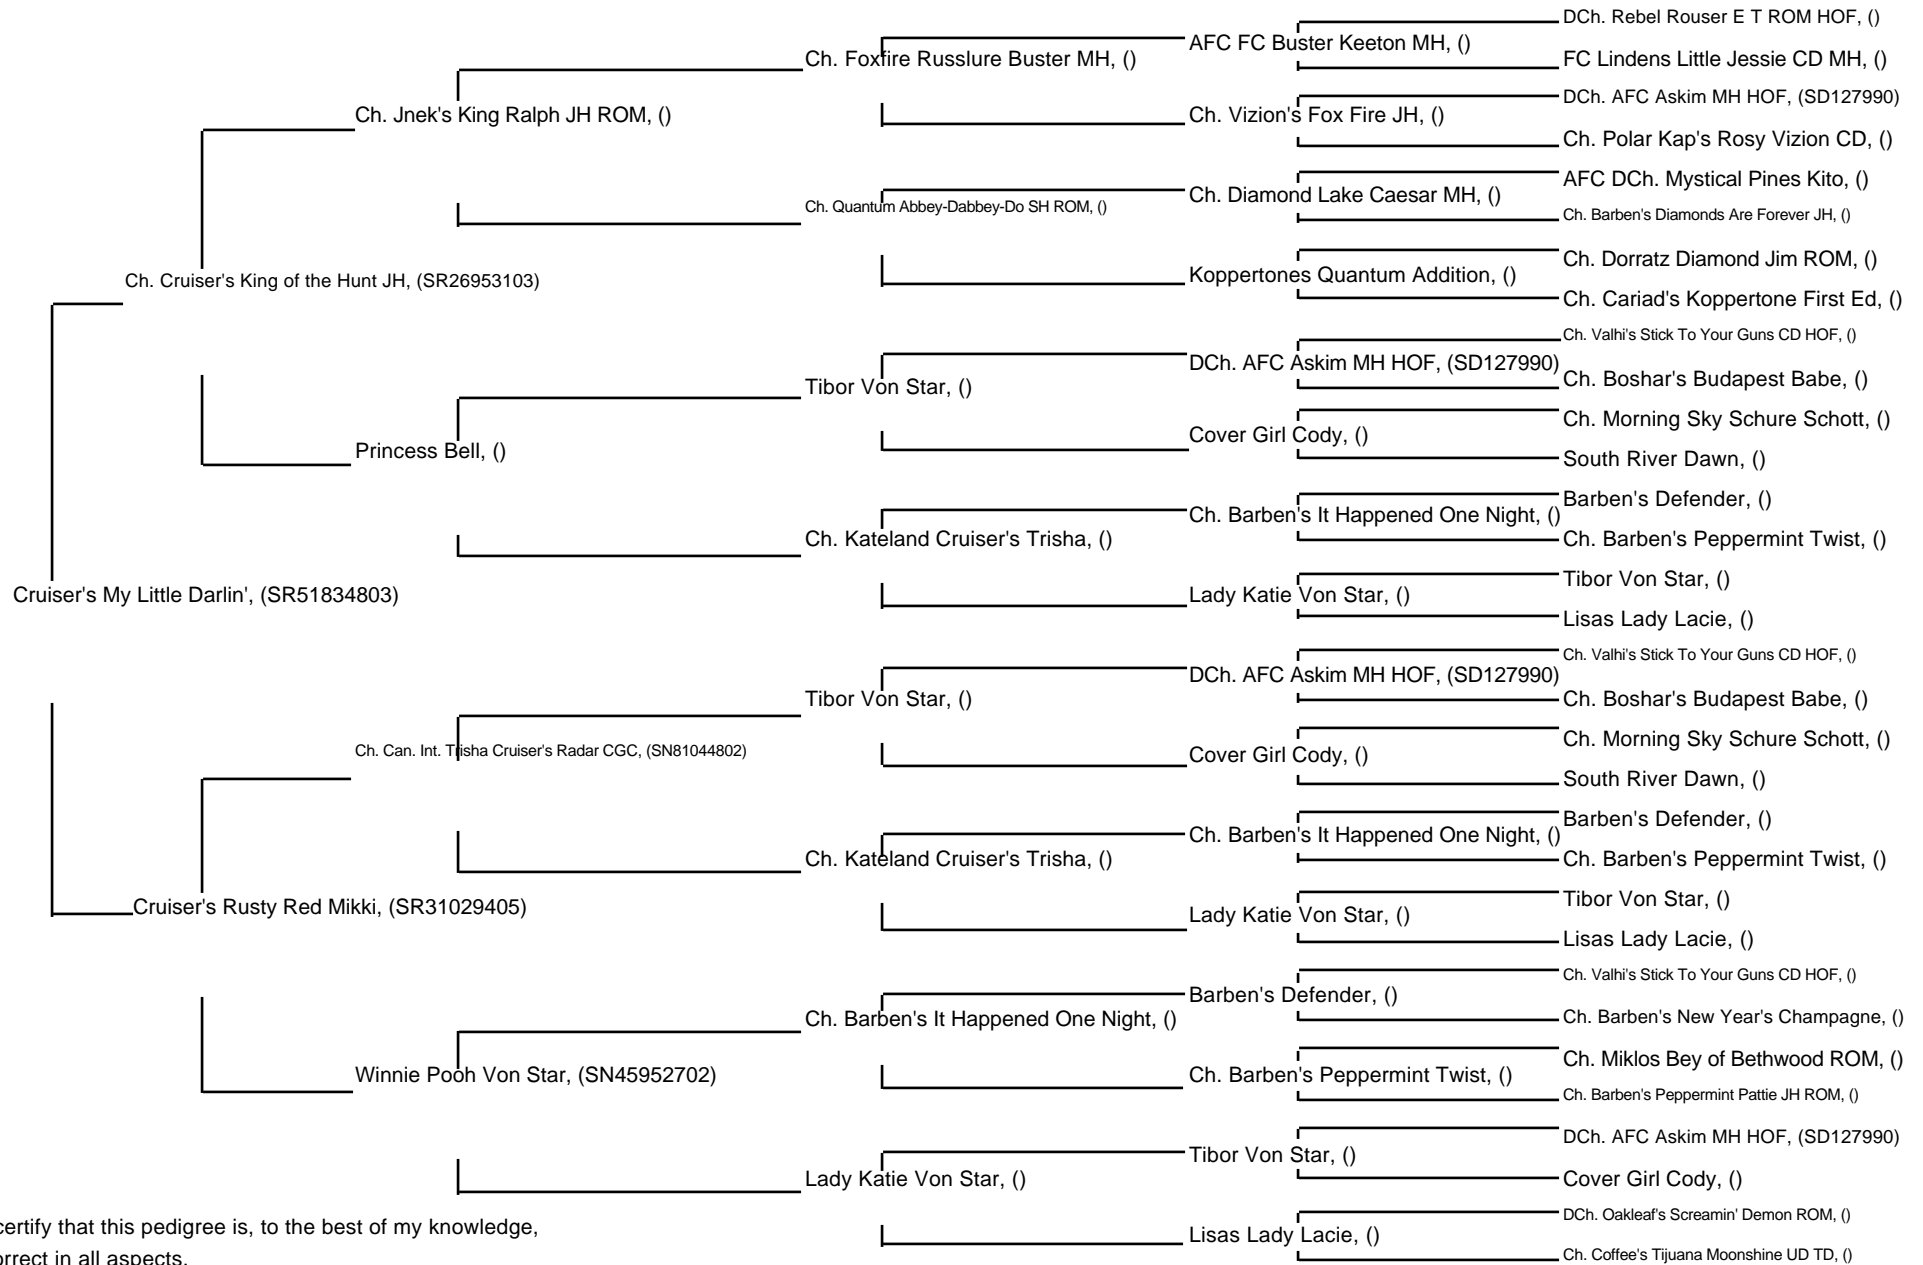 DCh. Rebel Rouser E T ROM HOF, ()
AFC FC Buster Keeton MH, ()
Ch. Foxfire Russlure Buster MH, ()
FC Lindens Little Jessie CD MH, ()
DCh. AFC Askim MH HOF, (SD127990)
Ch. Jnek's King Ralph JH ROM, ()
Ch. Vizion's Fox Fire JH, ()
Ch. Polar Kap's Rosy Vizion CD, ()
AFC DCh. Mystical Pines Kito, ()
Ch. Diamond Lake Caesar MH, ()
Ch. Quantum Abbey-Dabbey-Do SH ROM, ()
Ch. Barben's Diamonds Are Forever JH, ()
Ch. Dorratz Diamond Jim ROM, ()
Koppertones Quantum Addition, ()
Ch. Cruiser's King of the Hunt JH, (SR26953103)
Ch. Cariad's Koppertone First Ed, ()
Ch. Valhi's Stick To Your Guns CD HOF, ()
DCh. AFC Askim MH HOF, (SD127990)
Tibor Von Star, ()
Ch. Boshar's Budapest Babe, ()
Ch. Morning Sky Schure Schott, ()
Cover Girl Cody, ()
Princess Bell, ()
South River Dawn, ()
Barben's Defender, ()
Ch. Barben's It Happened One Night, ()
Ch. Kateland Cruiser's Trisha, ()
Ch. Barben's Peppermint Twist, ()
Tibor Von Star, ()
Cruiser's My Little Darlin', (SR51834803)
Lady Katie Von Star, ()
Lisas Lady Lacie, ()
Ch. Valhi's Stick To Your Guns CD HOF, ()
DCh. AFC Askim MH HOF, (SD127990)
Tibor Von Star, ()
Ch. Boshar's Budapest Babe, ()
Ch. Morning Sky Schure Schott, ()
Ch. Can. Int. Trisha Cruiser's Radar CGC, (SN81044802)
Cover Girl Cody, ()
South River Dawn, ()
Barben's Defender, ()
Ch. Barben's It Happened One Night, ()
Ch. Kateland Cruiser's Trisha, ()
Ch. Barben's Peppermint Twist, ()
Tibor Von Star, ()
Cruiser's Rusty Red Mikki, (SR31029405)
Lady Katie Von Star, ()
Lisas Lady Lacie, ()
Ch. Valhi's Stick To Your Guns CD HOF, ()
Barben's Defender, ()
Ch. Barben's It Happened One Night, ()
Ch. Barben's New Year's Champagne, ()
Ch. Miklos Bey of Bethwood ROM, ()
Winnie Pooh Von Star, (SN45952702)
Ch. Barben's Peppermint Twist, ()
Ch. Barben's Peppermint Pattie JH ROM, ()
DCh. AFC Askim MH HOF, (SD127990)
Tibor Von Star, ()
Lady Katie Von Star, ()
Cover Girl Cody, ()
DCh. Oakleaf's Screamin' Demon ROM, ()
Lisas Lady Lacie, ()
Ch. Coffee's Tijuana Moonshine UD TD, ()
certify that this pedigree is, to the best of my knowledge,
orrect in all aspects.